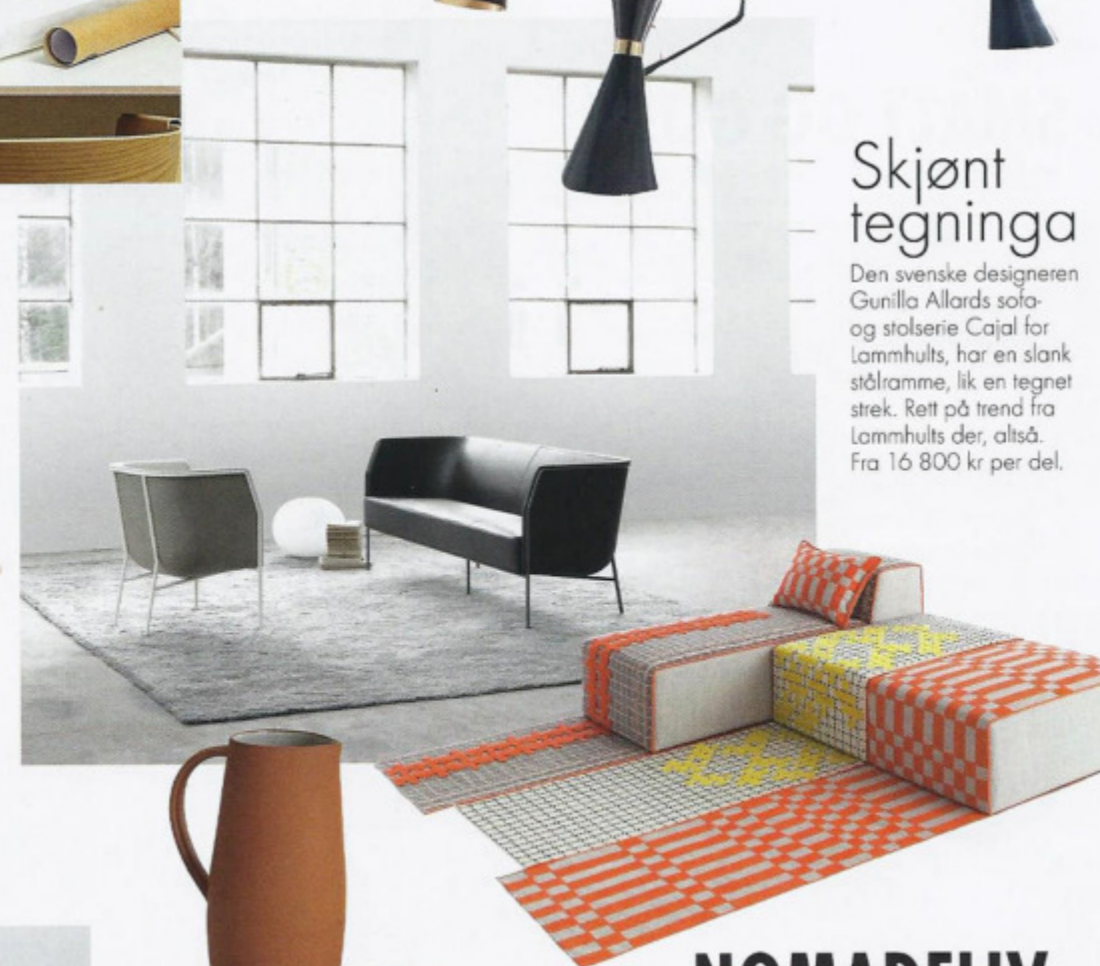 Skjønt
tegninga
Den svenske designeren
Gunilla Allards sofa-
og stolserie Cajal for
Lammhults, har en slank
stålramme, lik en tegnet
strek. Rett på trend fra
Lammhults der, altså.
Fra 16 800 kr per del.
NOMADELIV